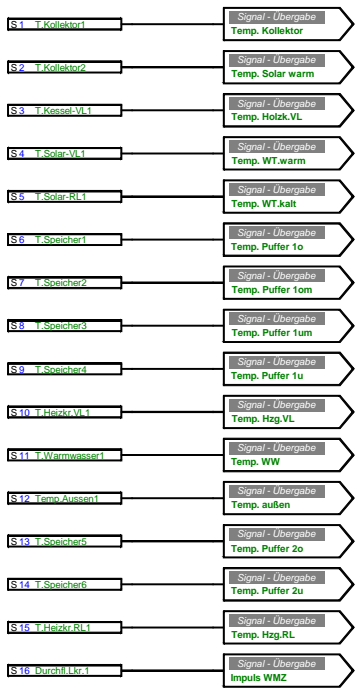 Signal - Übergabe
S 1 T.Kollektor1
Temp. Kollektor
Signal - Übergabe
S 2 T.Kollektor2
Temp. Solar warm
Signal - Übergabe
S 3 T.Kessel-VL1
Temp. Holzk.VL
Signal - Übergabe
S 4 T.Solar-VL1
Temp. WT.warm
Signal - Übergabe
S 5 T.Solar-RL1
Temp. WT.kalt
Signal - Übergabe
S 6 T.Speicher1
Temp. Puffer 1o
Signal - Übergabe
S 7 T.Speicher2
Temp. Puffer 1om
Signal - Übergabe
S 8 T.Speicher3
Temp. Puffer 1um
Signal - Übergabe
S 9 T.Speicher4
Temp. Puffer 1u
Signal - Übergabe
S 10 T.Heizkr.VL1
Temp. Hzg.VL
Signal - Übergabe
S 11 T.Warmwasser1
Temp. WW
Signal - Übergabe
S 12 Temp.Aussen1
Temp. außen
Signal - Übergabe
S 13 T.Speicher5
Temp. Puffer 2o
Signal - Übergabe
S 14 T.Speicher6
Temp. Puffer 2u
Signal - Übergabe
S 15 T.Heizkr.RL1
Temp. Hzg.RL
Signal - Übergabe
S 16 Durchfl.Lkr.1
Impuls WMZ